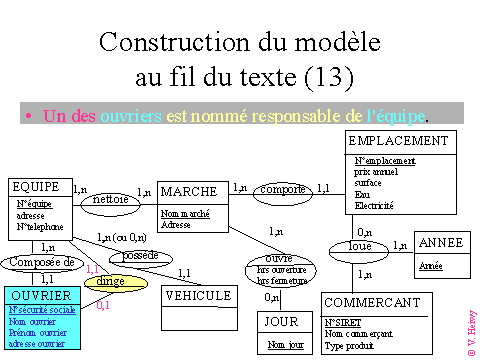 Construction du modèle
au fil du texte (13)
• Un des ouvriers est nommé responsable de l'équipe.
EMPLACEMENT
N°emplacement
prix annuel
surface
Eau
Electricité
EQUIPE
N°équipe
adresse
N°telephone
1,n
nettoie
1,n
MARCHE
Nom marché
Adresse
1,n
comporte
1,1
1,n
Composée de
1,1
1,n (ou 0,n)
possède
1,1
1,1
dirige
0,1
OUVRIER
N°sécurité sociale
Nom ouvrier
Prénom ouvrier
adresse ouvrier
VEHICULE
1,n
ouvre
hrs ouverture
hrs fermeture
0,n
JOUR
Nom jour
0,n
loue
1,n
1,n
ANNEE
Année
COMMERCANT
N°SIRET
Nom commerçant
Type produit